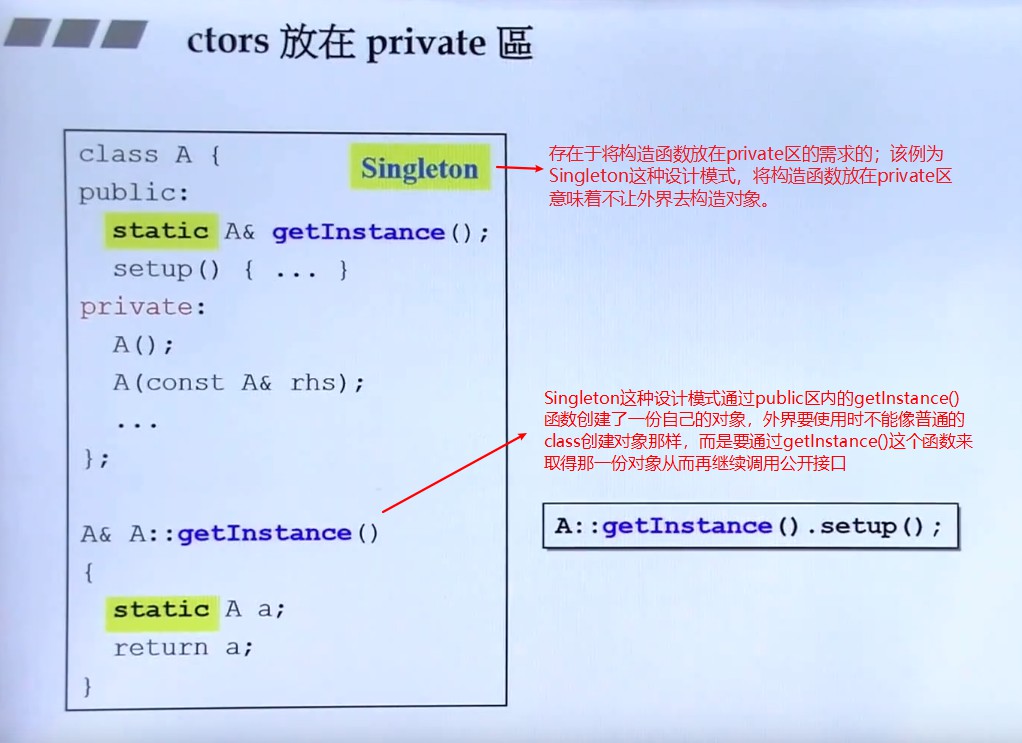 ctors 放在 private 區
class A {
Singleton
public:
static A& getInstance();
setup() { ... }
private:
A();
A(const A& rhs);
...
};
A& A::getInstance()
{
static A a;
return a;
}
存在于将构造函数放在private区的需求的；该例为
Singleton这种设计模式，将构造函数放在private区
意味着不让外界去构造对象。
Singleton这种设计模式通过public区内的getInstance()
函数创建了一份自己的对象，外界要使用时不能像普通的
class创建对象那样，而是要通过getInstance()这个函数来
取得那一份对象从而再继续调用公开接口
A::getInstance().setup();